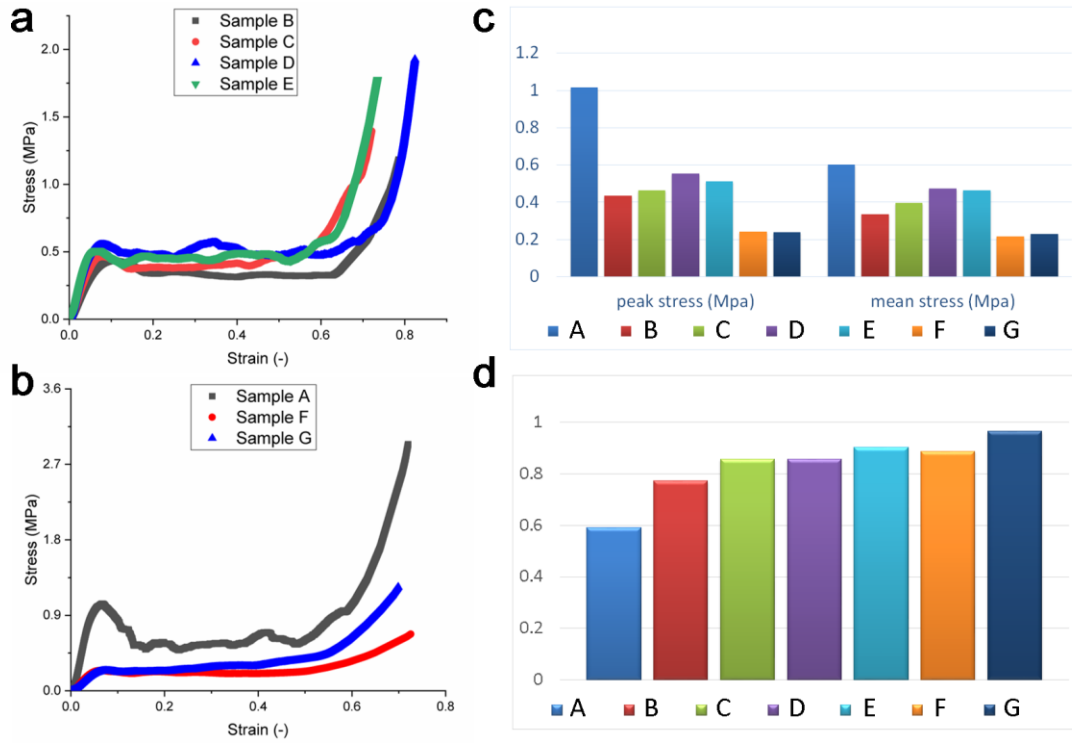 a
Sample B
Sample C
Sample D
Sample E
2.0
1.5
1.0
0.5
0.0
Stress (MPa)
0.0 0.2 0.4 0.6 0.8
Strain (-)
b
Sample A
Sample F
Sample G
3.6
2.7
1.8
0.9
0.0
Stress (MPa)
0.0 0.2 0.4 0.6 0.8
Strain (-)
c
1.2
1
0.8
0.6
0.4
0.2
0
peak stress (Mpa) mean stress (Mpa)
A B C D E F G
d
1
0.8
0.6
0.4
0.2
0
A B C D E F G